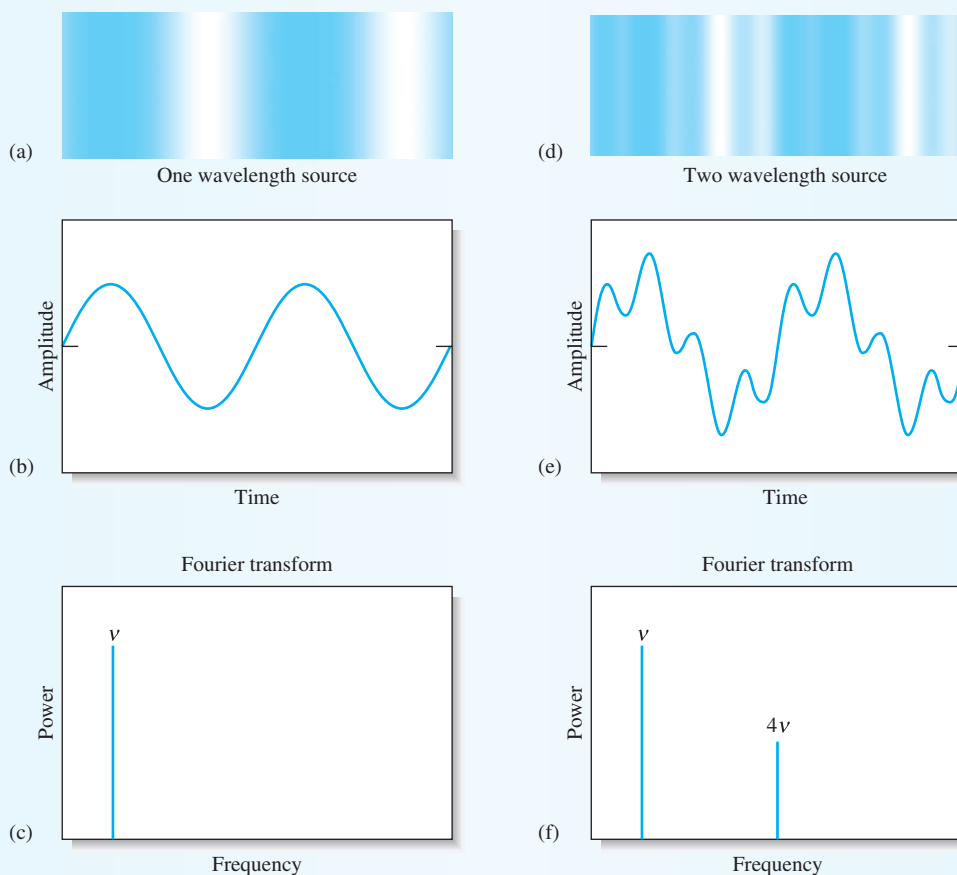 (a)
One wavelength source
Amplitude
(b)
Time
Fourier transform
ν
Power
(c)
Frequency
(d)
Two wavelength source
Amplitude
(e)
Time
Fourier transform
ν
4ν
Power
(f)
Frequency